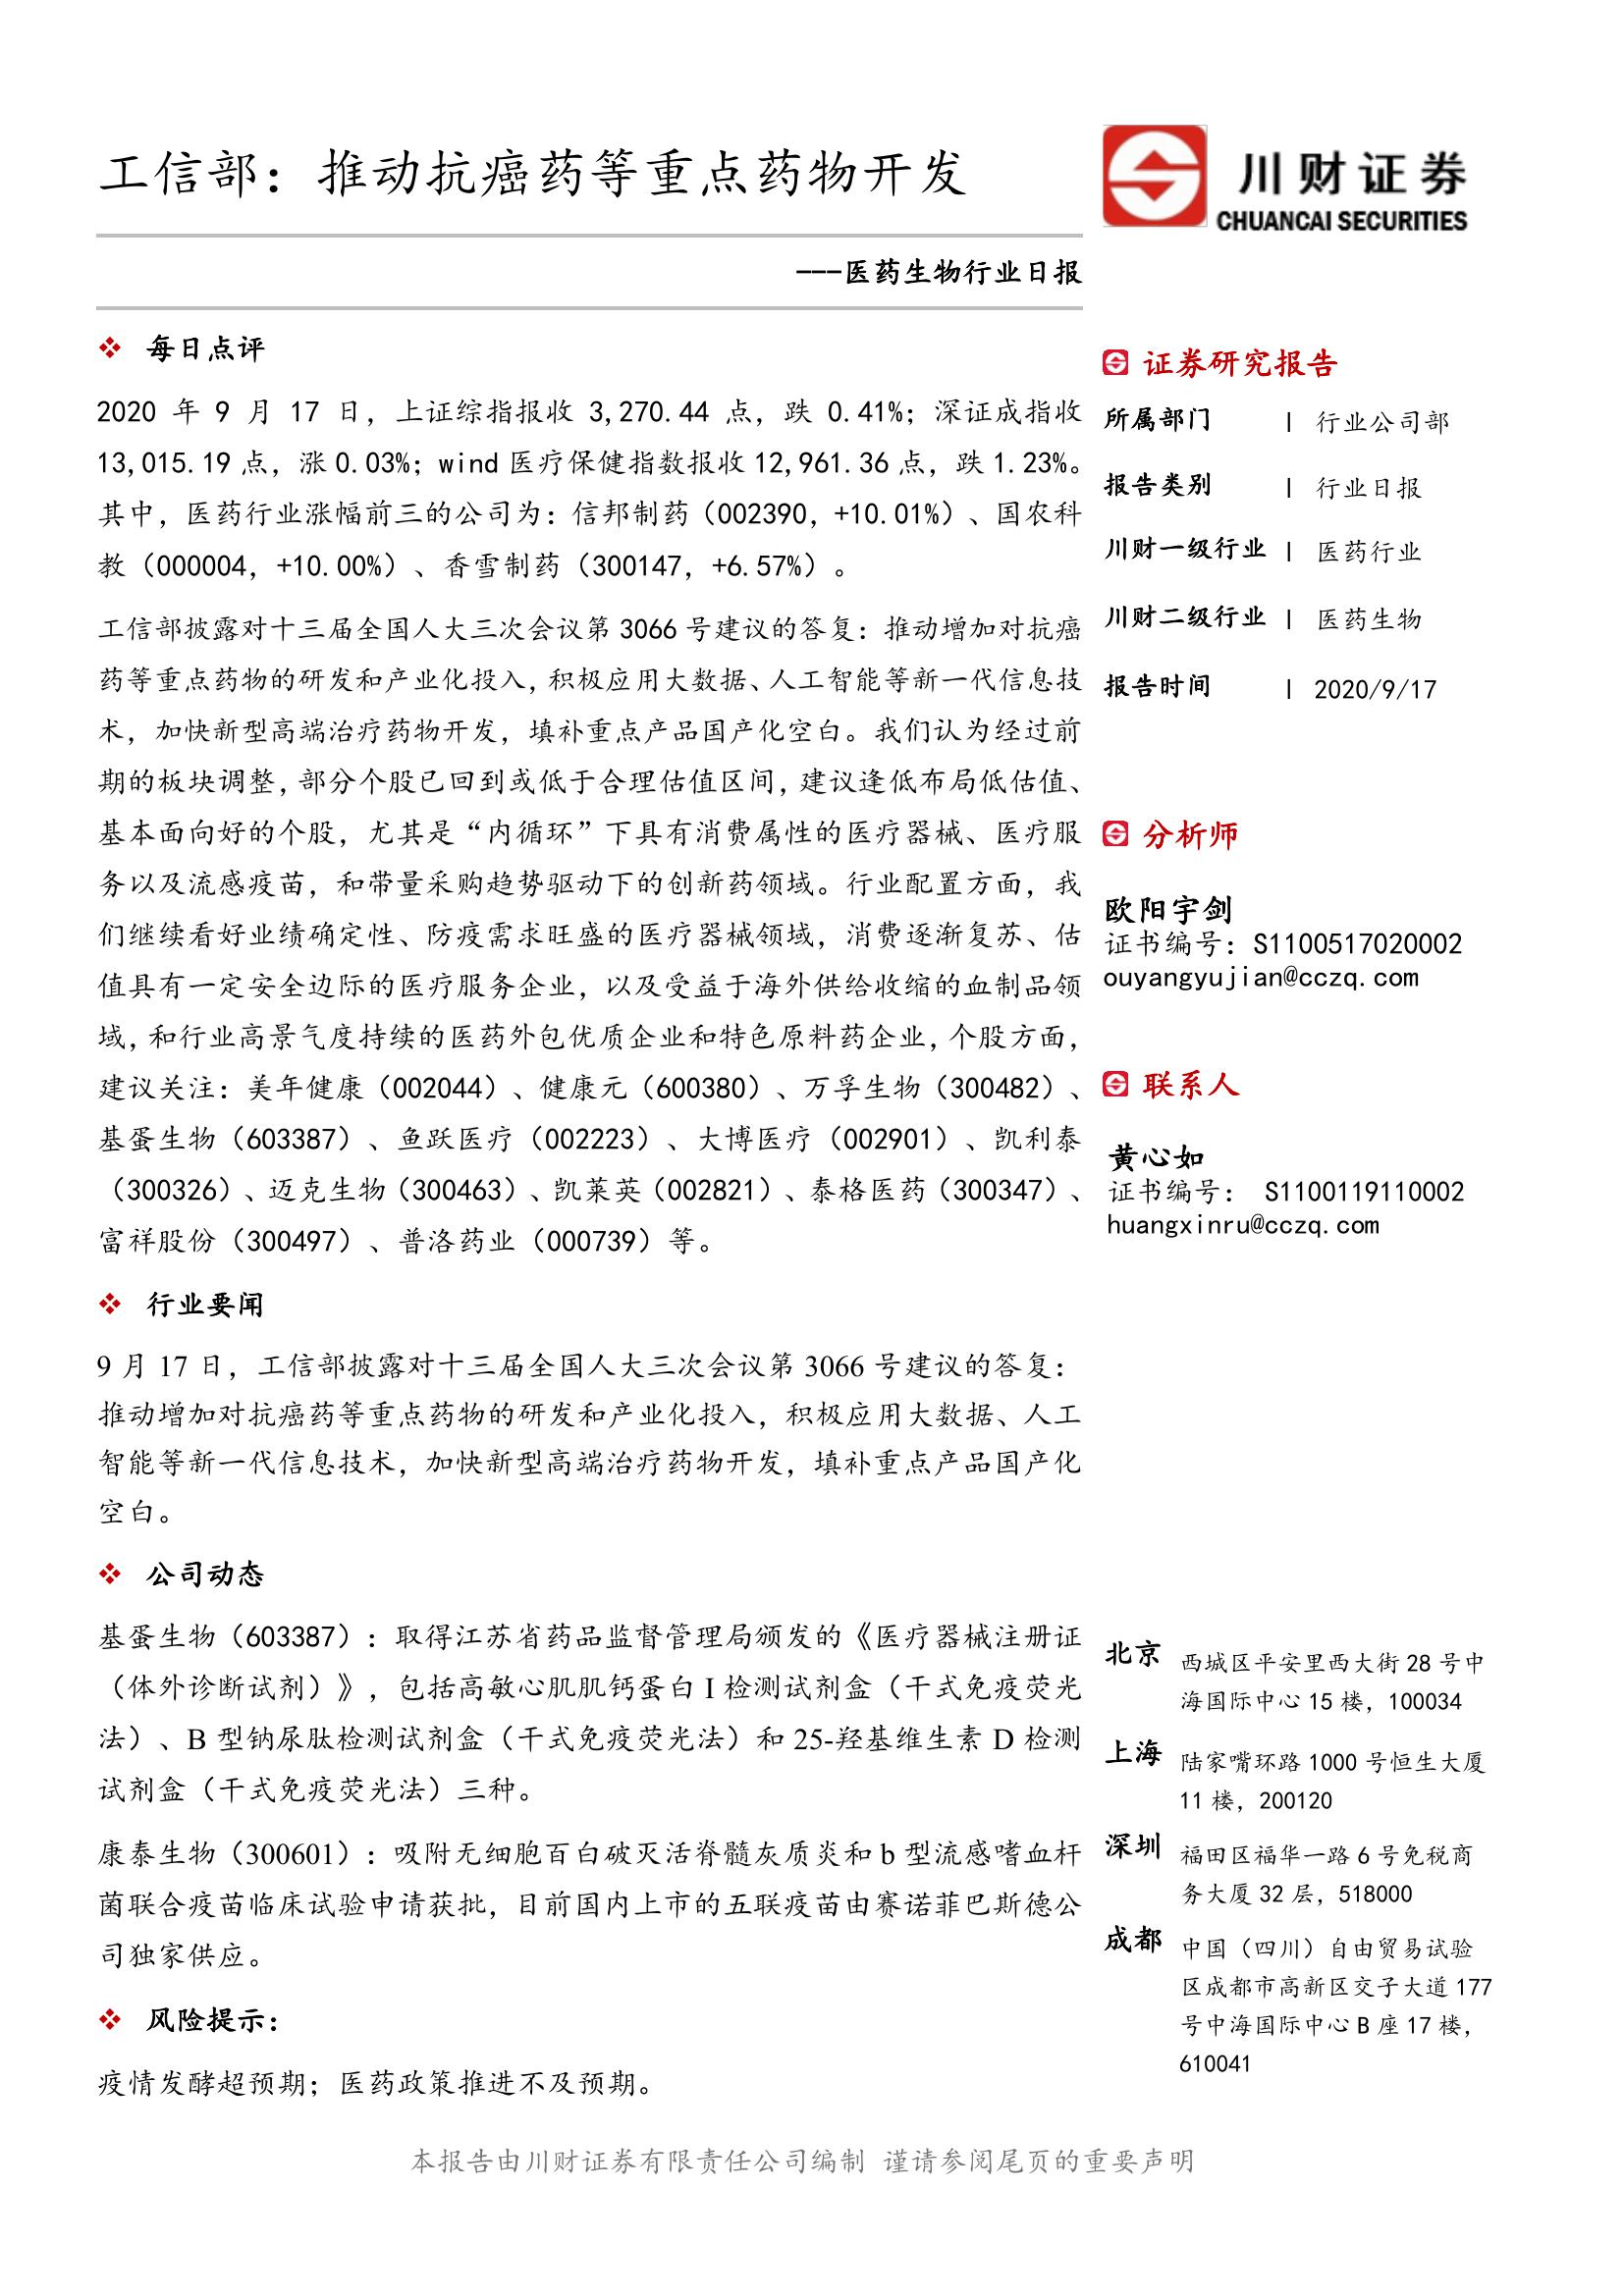 工信部：推动抗癌药等重点药物开发
---医药生物行业日报
川财证券
CHUANCAI SECURITIES
每日点评
2020 年 9 月 17 日，上证综指报收 3,270.44 点，跌 0.41%；深证成指收
13,015.19 点，涨 0.03%；wind 医疗保健指数报收 12,961.36 点，跌 1.23%。
其中，医药行业涨幅前三的公司为：信邦制药（002390，+10.01%）、国农科
教（000004，+10.00%）、香雪制药（300147，+6.57%）。
工信部披露对十三届全国人大三次会议第 3066 号建议的答复：推动增加对抗癌
药等重点药物的研发和产业化投入，积极应用大数据、人工智能等新一代信息技
术，加快新型高端治疗药物开发，填补重点产品国产化空白。我们认为经过前
期的板块调整，部分个股已回到或低于合理估值区间，建议逢低布局低估值、
基本面向好的个股，尤其是“内循环”下具有消费属性的医疗器械、医疗服
务以及流感疫苗，和带量采购趋势驱动下的创新药领域。行业配置方面，我
们继续看好业绩确定性、防疫需求旺盛的医疗器械领域，消费逐渐复苏、估
值具有一定安全边际的医疗服务企业，以及受益于海外供给收缩的血制品领
域，和行业高景气度持续的医药外包优质企业和特色原料药企业，个股方面，
建议关注：美年健康（002044）、健康元（600380）、万孚生物（300482）、
基蛋生物（603387）、鱼跃医疗（002223）、大博医疗（002901）、凯利泰
（300326）、迈克生物（300463）、凯莱英（002821）、泰格医药（300347）、
富祥股份（300497）、普洛药业（000739）等。
行业要闻
9 月 17 日，工信部披露对十三届全国人大三次会议第 3066 号建议的答复：
推动增加对抗癌药等重点药物的研发和产业化投入，积极应用大数据、人工
智能等新一代信息技术，加快新型高端治疗药物开发，填补重点产品国产化
空白。
公司动态
基蛋生物（603387）：取得江苏省药品监督管理局颁发的《医疗器械注册证
（体外诊断试剂）》，包括高敏心肌肌钙蛋白 I 检测试剂盒（干式免疫荧光
法）、B 型钠尿肽检测试剂盒（干式免疫荧光法）和 25-羟基维生素 D 检测
试剂盒（干式免疫荧光法）三种。
康泰生物（300601）：吸附无细胞百白破灭活脊髓灰质炎和 b 型流感嗜血杆
菌联合疫苗临床试验申请获批，目前国内上市的五联疫苗由赛诺菲巴斯德公
司独家供应。
风险提示：
疫情发酵超预期；医药政策推进不及预期。
证券研究报告
所属部门 | 行业公司部
报告类别 | 行业日报
川财一级行业 | 医药行业
川财二级行业 | 医药生物
报告时间 | 2020/9/17
分析师
欧阳宇剑
证书编号：S1100517020002
ouyangyujian@cczq.com
联系人
黄心如
证书编号： S1100119110002
huangxinru@cczq.com
北京 西城区平安里西大街 28 号中
海国际中心 15 楼，100034
上海 陆家嘴环路 1000 号恒生大厦
11 楼，200120
深圳 福田区福华一路 6 号免税商
务大厦 32 层，518000
成都 中国（四川）自由贸易试验
区成都市高新区交子大道 177
号中海国际中心 B 座 17 楼，
610041
本报告由川财证券有限责任公司编制 谨请参阅尾页的重要声明